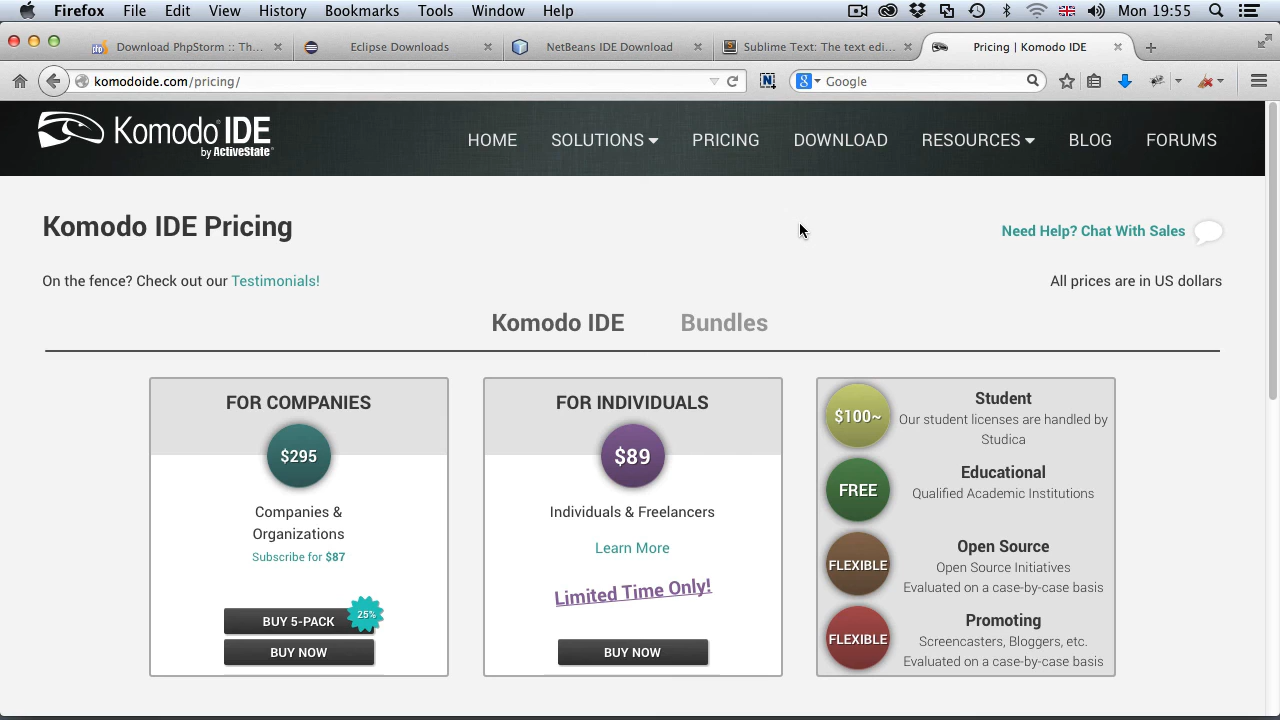 Firefox File Edit View History Bookmarks Tools Window Help Mon 19:55
Download PhpStorm :: Th... Eclipse Downloads NetBeans IDE Download Sublime Text: The text edi... Pricing | Komodo IDE
komodoide.com/pricing/ Google
Komodo IDE
by ActiveState
HOME SOLUTIONS PRICING DOWNLOAD RESOURCES BLOG FORUMS
Komodo IDE Pricing
Need Help? Chat With Sales
On the fence? Check out our Testimonials!
All prices are in US dollars
Komodo IDE Bundles
FOR COMPANIES
$295
Companies &
Organizations
Subscribe for $87
BUY 5-PACK
25%
BUY NOW
FOR INDIVIDUALS
$89
Individuals & Freelancers
Learn More
Limited Time Only!
BUY NOW
$100~
Student
Our student licenses are handled by
Studica
FREE
Educational
Qualified Academic Institutions
FLEXIBLE
Open Source
Open Source Initiatives
Evaluated on a case-by-case basis
FLEXIBLE
Promoting
Screencasters, Bloggers, etc.
Evaluated on a case-by-case basis